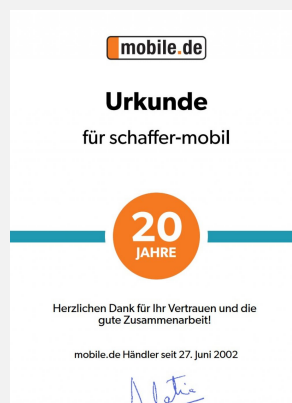 mobile.de
Urkunde
für schaffer-mobil
20
JAHRE
Herzlichen Dank für Ihr Vertrauen und die
gute Zusammenarbeit!
mobile.de Händler seit 27. Juni 2002